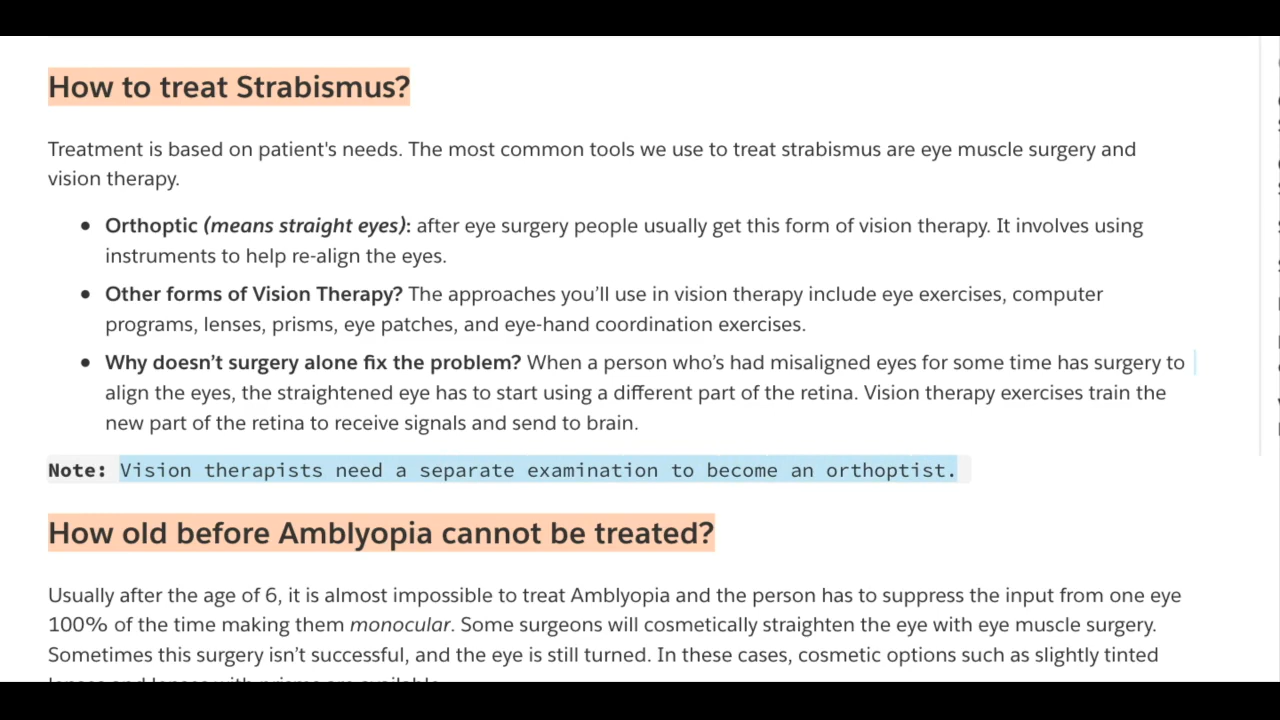 How to treat Strabismus?
Treatment is based on patient's needs. The most common tools we use to treat strabismus are eye muscle surgery and
vision therapy.
• Orthoptic (means straight eyes): after eye surgery people usually get this form of vision therapy. It involves using
instruments to help re-align the eyes.
• Other forms of Vision Therapy? The approaches you’ll use in vision therapy include eye exercises, computer
programs, lenses, prisms, eye patches, and eye-hand coordination exercises.
• Why doesn’t surgery alone fix the problem? When a person who’s had misaligned eyes for some time has surgery to
align the eyes, the straightened eye has to start using a different part of the retina. Vision therapy exercises train the
new part of the retina to receive signals and send to brain.
Note: Vision therapists need a separate examination to become an orthoptist.
How old before Amblyopia cannot be treated?
Usually after the age of 6, it is almost impossible to treat Amblyopia and the person has to suppress the input from one eye
100% of the time making them monocular. Some surgeons will cosmetically straighten the eye with eye muscle surgery.
Sometimes this surgery isn’t successful, and the eye is still turned. In these cases, cosmetic options such as slightly tinted